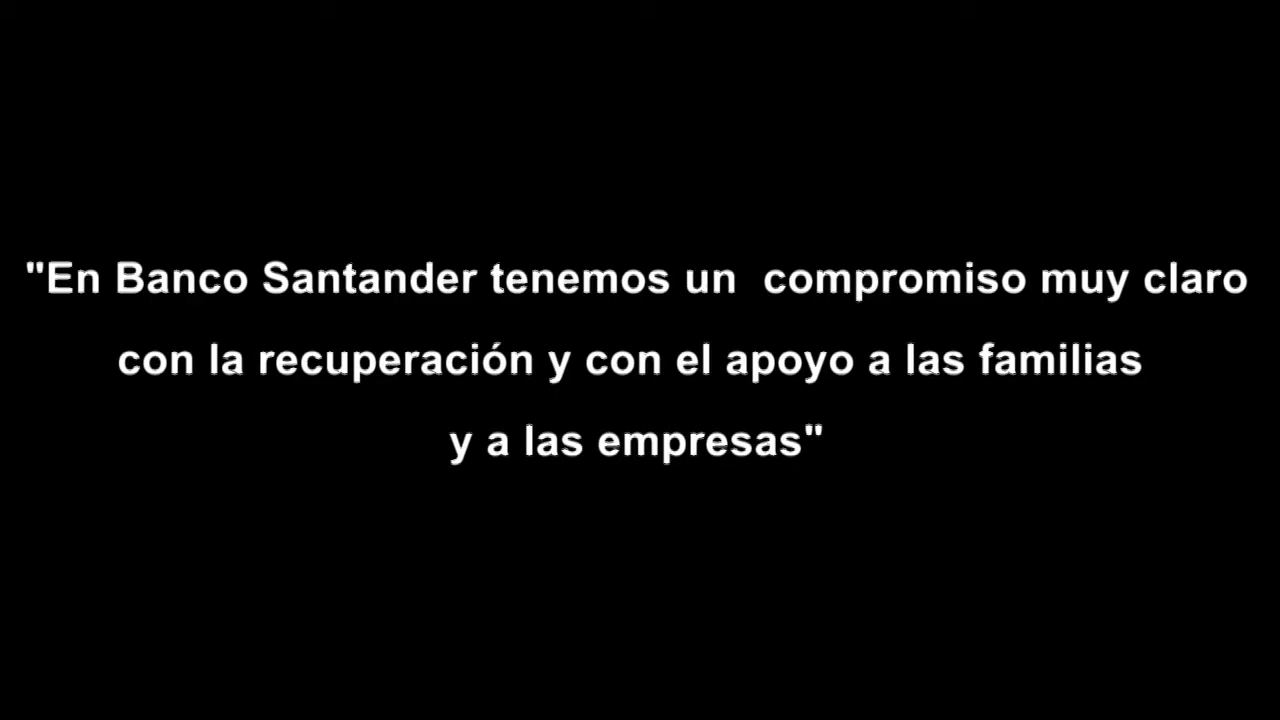 "En Banco Santander tenemos un  compromiso muy claro
con la recuperación y con el apoyo a las familias
y a las empresas"